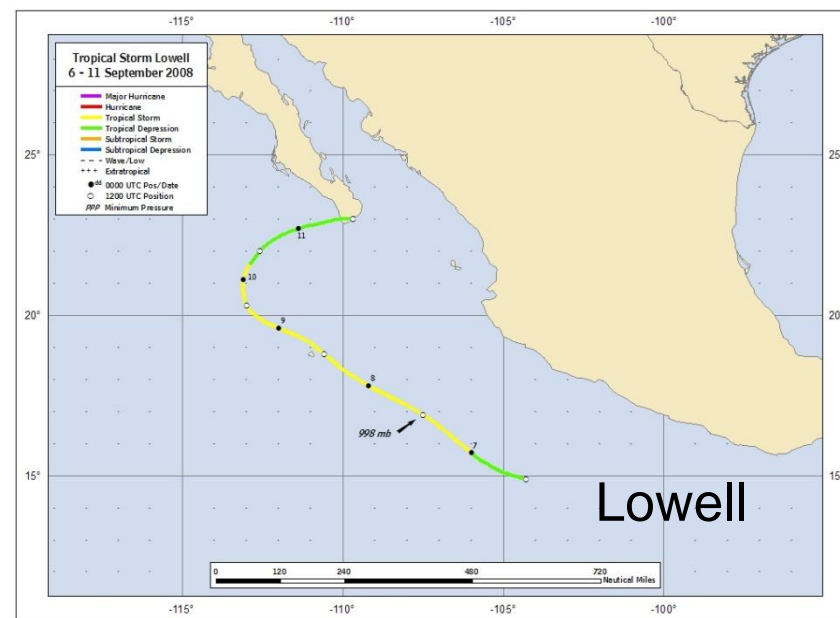 -115° -110° -105° -100°
Tropical Storm Lowell
6 - 11 September 2008
Major Hurricane
Hurricane
Tropical Storm
Tropical Depression
Subtropical Storm
Subtropical Depression
Wave/Low
Extratropical
dd 0000 UTC Pos/Date
1200 UTC Position
PPP Minimum Pressure
25° 25°
11
10
20° 20°
9
8
998 mb
7
15° 15°
Lowell
0 120 240 480 720
Nautical Miles
-115° -110° -105° -100°